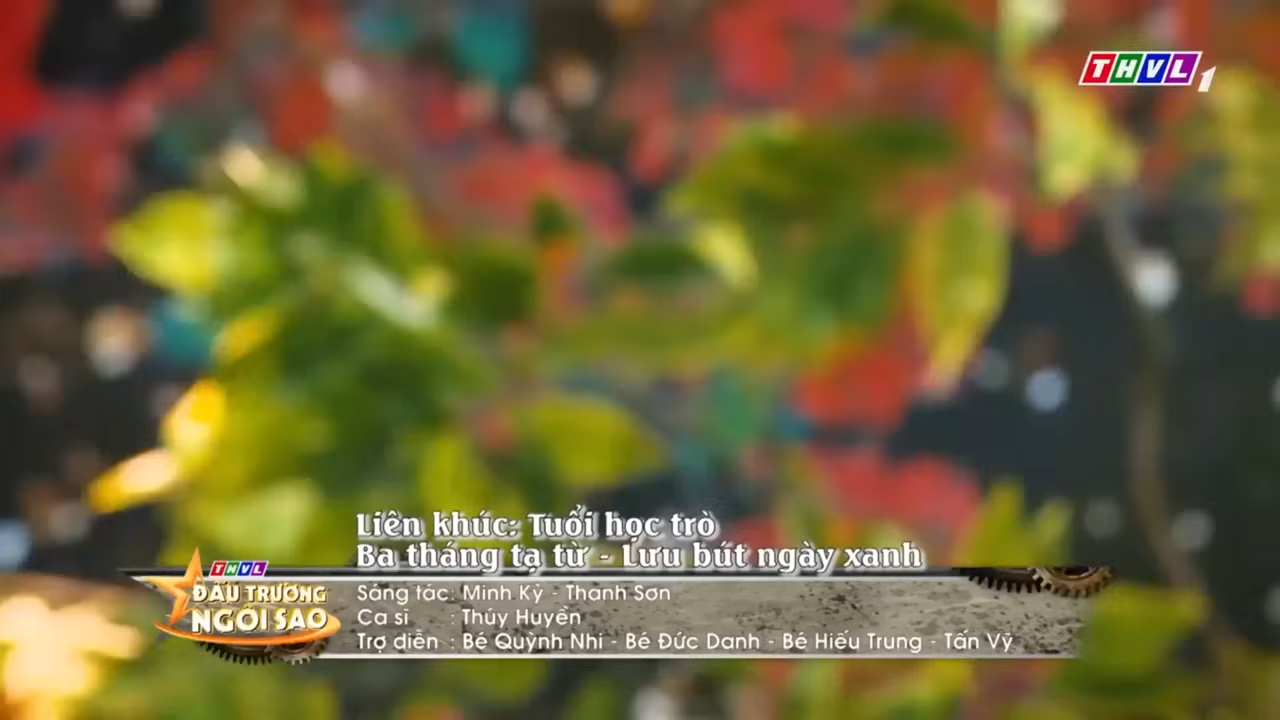 THVL1
Liên khúc: Tuổi học trò
Ba tháng tạ từ - Lưu bút ngày xanh
THVL
ĐẤU TRƯỜNG
NGÔI SAO
Sáng tác: Minh Kỳ - Thanh Sơn
Ca sĩ : Thúy Huyền
Trợ diễn : Bé Quỳnh Nhi - Bé Đức Danh - Bé Hiếu Trung - Tấn Vỹ